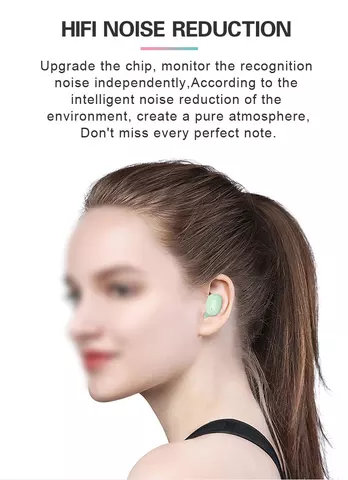 HIFI NOISE REDUCTION
Upgrade the chip, monitor the recognition
noise independently,According to the
intelligent noise reduction of the
environment, create a pure atmosphere,
Don't miss every perfect note.